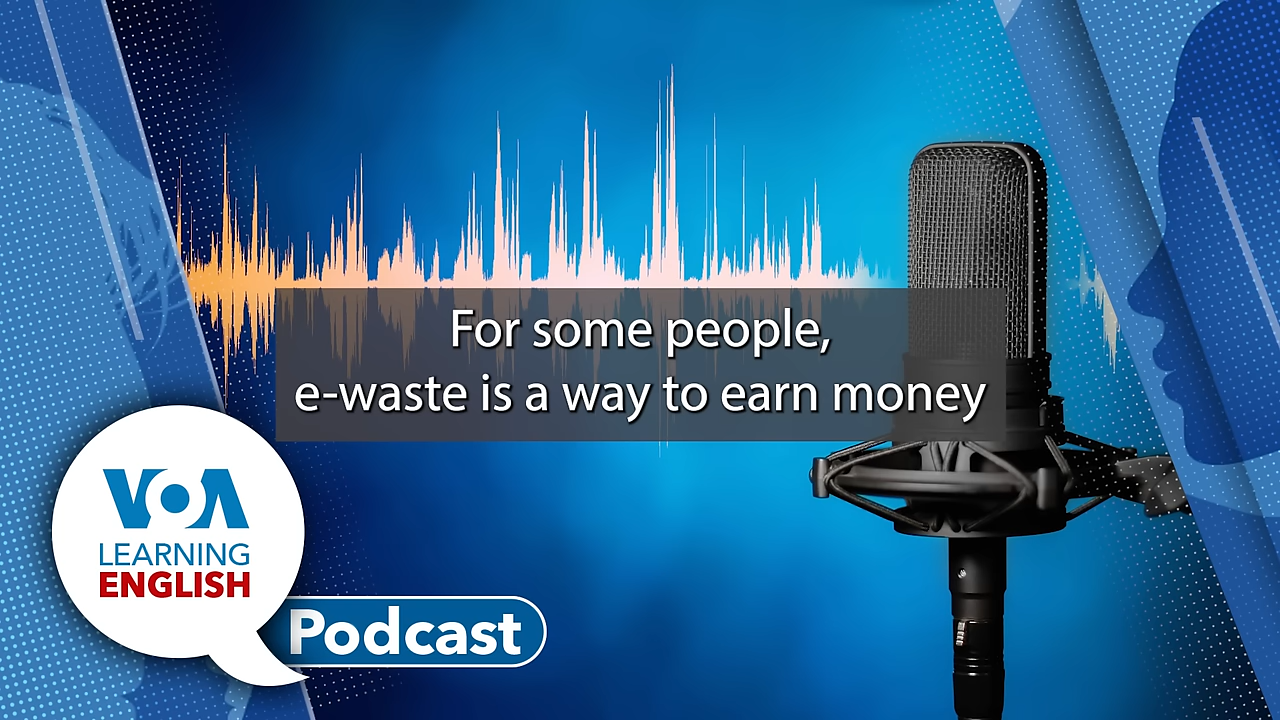 For some people,
e-waste is a way to earn money
VOA
LEARNING
ENGLISH
Podcast